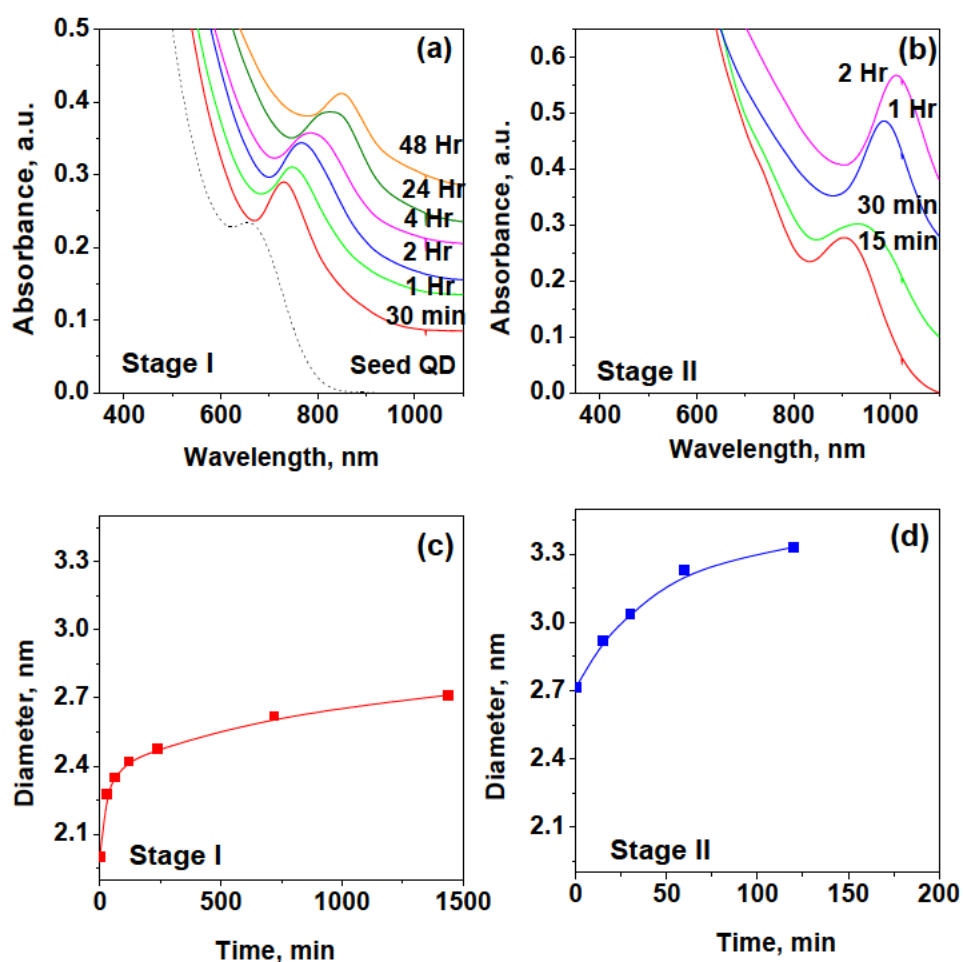 (a)
0.5
0.4
0.3
0.2
0.1
0.0
Absorbance, a.u.
48 Hr
24 Hr
4 Hr
2 Hr
1 Hr
30 min
Stage I
Seed QD
400 600 800 1000
Wavelength, nm
(b)
0.6
0.5
0.4
0.3
0.2
0.1
0.0
Absorbance, a.u.
2 Hr
1 Hr
30 min
15 min
Stage II
400 600 800 1000
Wavelength, nm
(c)
3.3
3.0
2.7
2.4
2.1
Diameter, nm
Stage I
0 500 1000 1500
Time, min
(d)
3.3
3.0
2.7
2.4
2.1
Diameter, nm
Stage II
0 50 100 150 200
Time, min